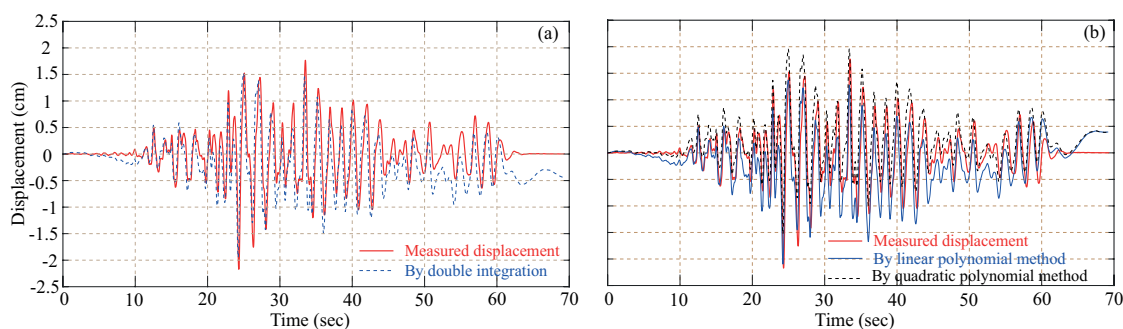 2.5
(a)
(b)
2
1.5
1
0.5
0
-0.5
-1
-1.5
-2
-2.5
Displacement (cm)
Measured displacement
By double integration
0 10 20 30 40 50 60 70
Time (sec)
Measured displacement
By linear polynomial method
By quadratic polynomial method
0 10 20 30 40 50 60 70
Time (sec)